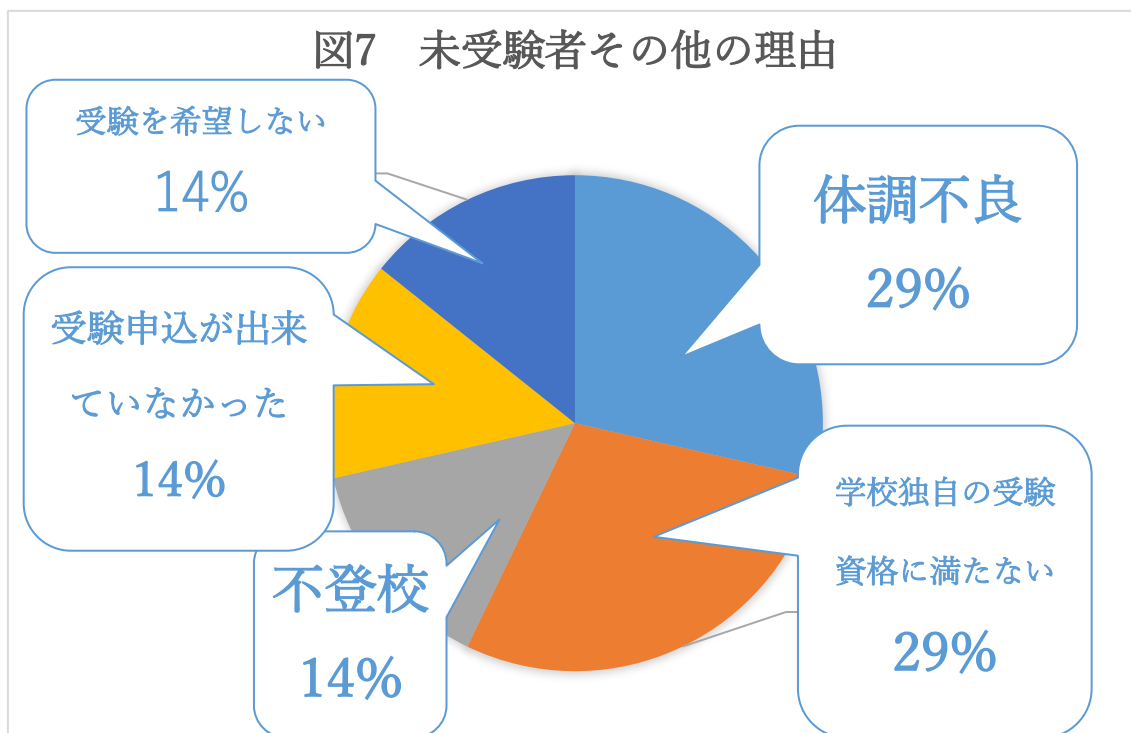 図7　未受験者その他の理由
受験を希望しない
14%
体調不良
29%
受験申込が出来
ていなかった
14%
学校独自の受験
資格に満たない
29%
不登校
14%